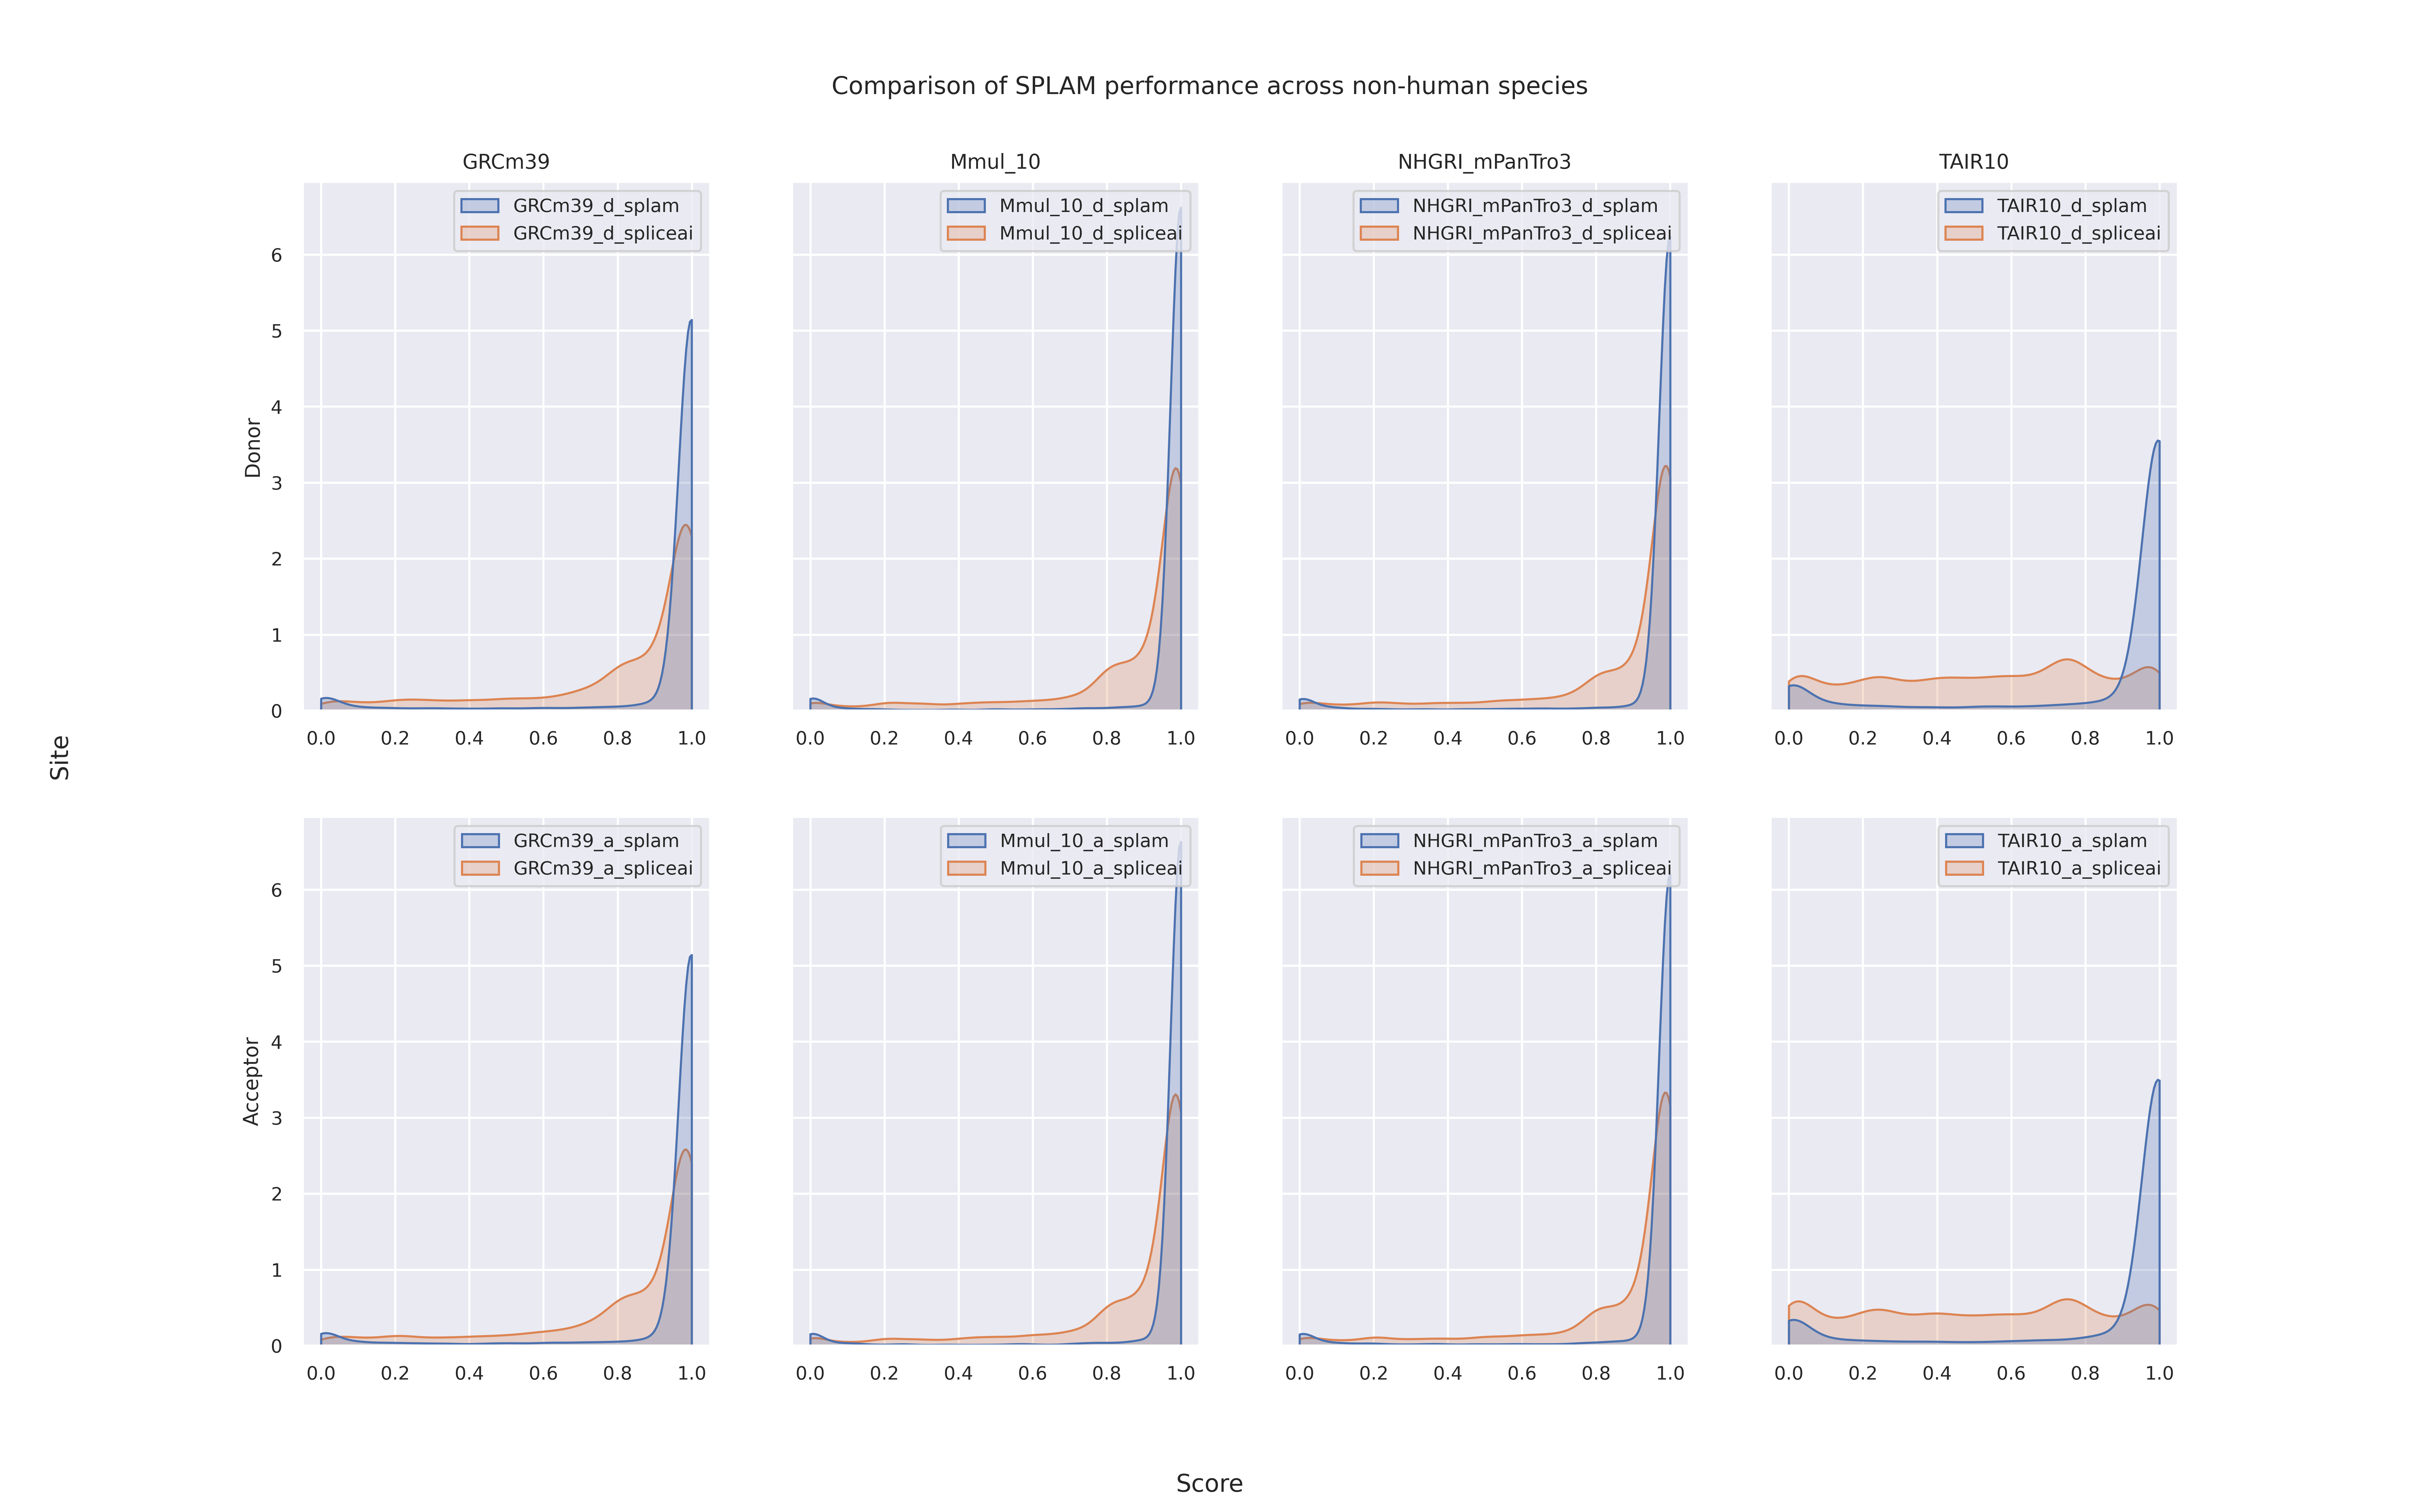 Comparison of SPLAM performance across non-human species
GRCm39
Mmul_10
NHGRI_mPanTro3
TAIR10
GRCm39_d_splam
GRCm39_d_spliceai
Mmul_10_d_splam
Mmul_10_d_spliceai
NHGRI_mPanTro3_d_splam
NHGRI_mPanTro3_d_spliceai
TAIR10_d_splam
TAIR10_d_spliceai
6
5
4
3
2
1
0
Donor
0.0 0.2 0.4 0.6 0.8 1.0
0.0 0.2 0.4 0.6 0.8 1.0
0.0 0.2 0.4 0.6 0.8 1.0
0.0 0.2 0.4 0.6 0.8 1.0
Site
GRCm39_a_splam
GRCm39_a_spliceai
Mmul_10_a_splam
Mmul_10_a_spliceai
NHGRI_mPanTro3_a_splam
NHGRI_mPanTro3_a_spliceai
TAIR10_a_splam
TAIR10_a_spliceai
6
5
4
3
2
1
0
Acceptor
0.0 0.2 0.4 0.6 0.8 1.0
0.0 0.2 0.4 0.6 0.8 1.0
0.0 0.2 0.4 0.6 0.8 1.0
0.0 0.2 0.4 0.6 0.8 1.0
Score